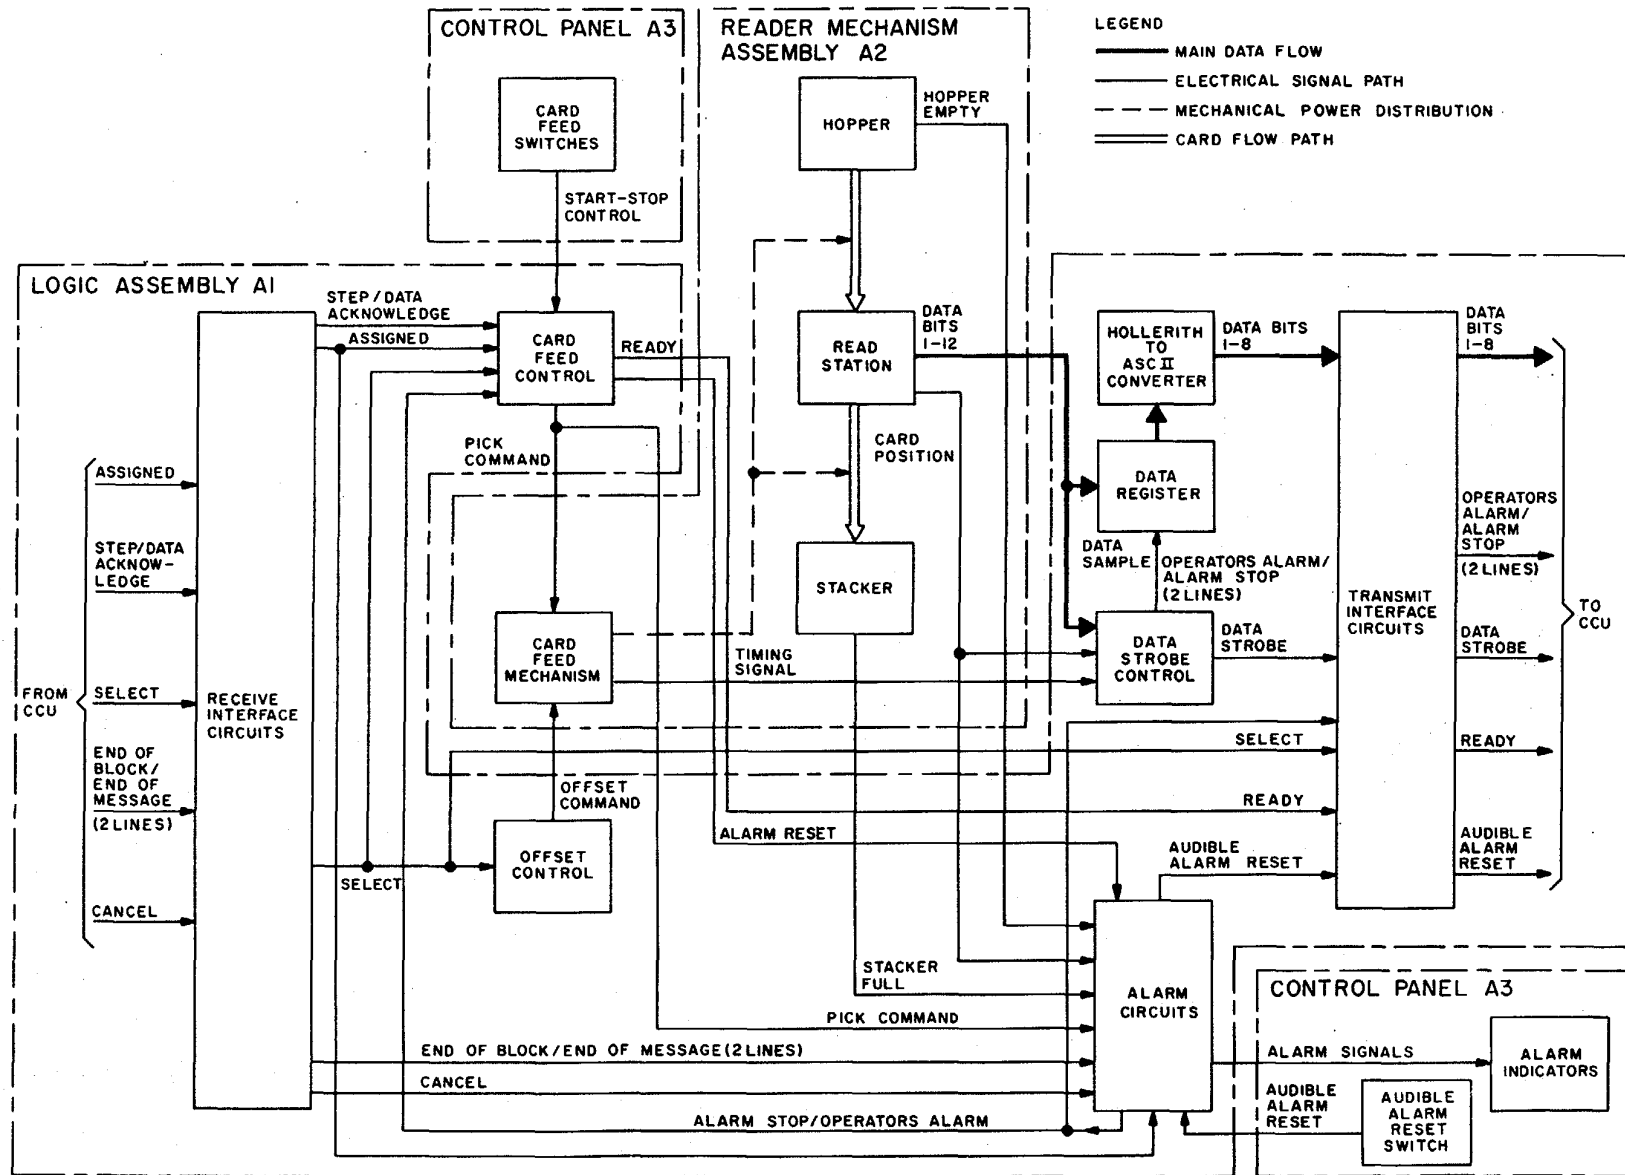 CONTROL PANEL A3
CARD
FEED
SWITCHES
START-STOP
CONTROL
READER MECHANISM
ASSEMBLY A2
HOPPER
HOPPER
EMPTY
LEGEND
MAIN DATA FLOW
ELECTRICAL SIGNAL PATH
MECHANICAL POWER DISTRIBUTION
CARD FLOW PATH
LOGIC ASSEMBLY A1
STEP/DATA
ACKNOWLEDGE
ASSIGNED
CARD
FEED
CONTROL
READY
READ
STATION
DATA
BITS
1-12
HOLLERITH
TO
ASC II
CONVERTER
DATA BITS
1-8
DATA
BITS
1-8
PICK
COMMAND
CARD
POSITION
DATA
REGISTER
ASSIGNED
STEP/DATA
ACKNOW-
LEDGE
FROM
CCU
SELECT
END OF
BLOCK/
END OF
MESSAGE
(2 LINES)
CANCEL
RECEIVE
INTERFACE
CIRCUITS
STACKER
DATA
SAMPLE
OPERATORS ALARM/
ALARM STOP
(2 LINES)
OPERATORS
ALARM/
ALARM
STOP
(2 LINES)
CARD
FEED
MECHANISM
TIMING
SIGNAL
DATA
STROBE
CONTROL
DATA
STROBE
TRANSMIT
INTERFACE
CIRCUITS
DATA
STROBE
TO
CCU
SELECT
READY
OFFSET
COMMAND
READY
ALARM RESET
OFFSET
CONTROL
SELECT
AUDIBLE
ALARM RESET
AUDIBLE
ALARM
RESET
STACKER
FULL
PICK COMMAND
ALARM
CIRCUITS
END OF BLOCK/END OF MESSAGE (2 LINES)
CANCEL
ALARM STOP/OPERATORS ALARM
CONTROL PANEL A3
ALARM SIGNALS
ALARM
INDICATORS
AUDIBLE
ALARM
RESET
AUDIBLE
ALARM
RESET
SWITCH